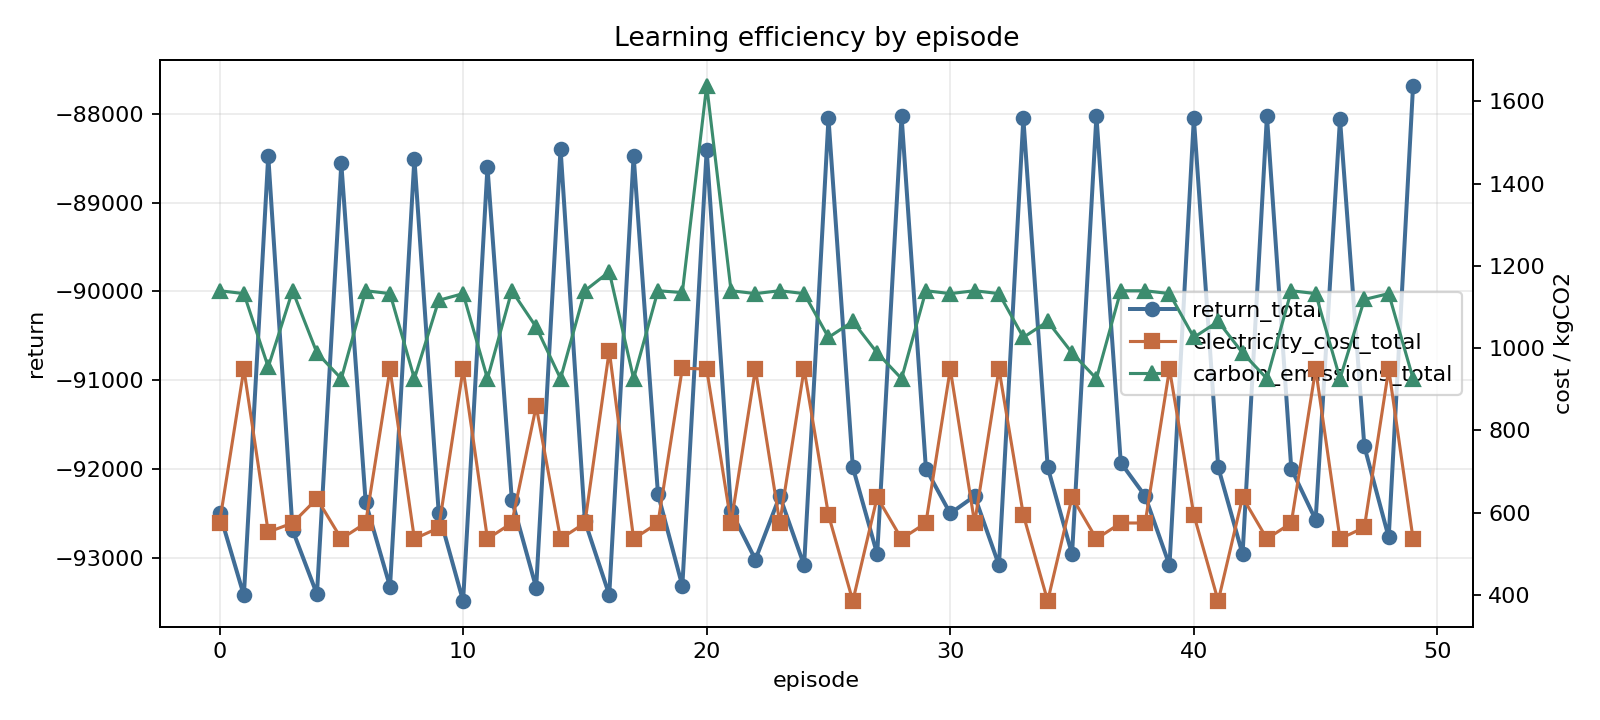 Learning efficiency by episode
−88000
−89000
−90000
−91000
−92000
−93000
return
1600
1400
1200
1000
800
600
400
cost / kgCO2
return_total
electricity_cost_total
carbon_emissions_total
0
10
20
30
40
50
episode